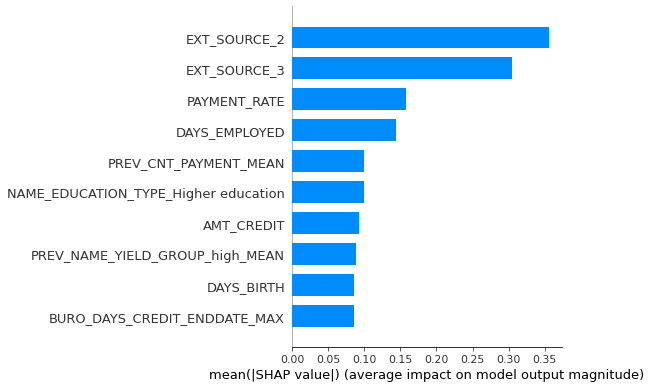 EXT_SOURCE_2
EXT_SOURCE_3
PAYMENT_RATE
DAYS_EMPLOYED
PREV_CNT_PAYMENT_MEAN
NAME_EDUCATION_TYPE_Higher education
AMT_CREDIT
PREV_NAME_YIELD_GROUP_high_MEAN
DAYS_BIRTH
BURO_DAYS_CREDIT_ENDDATE_MAX
0.00 0.05 0.10 0.15 0.20 0.25 0.30 0.35
mean(|SHAP value|) (average impact on model output magnitude)